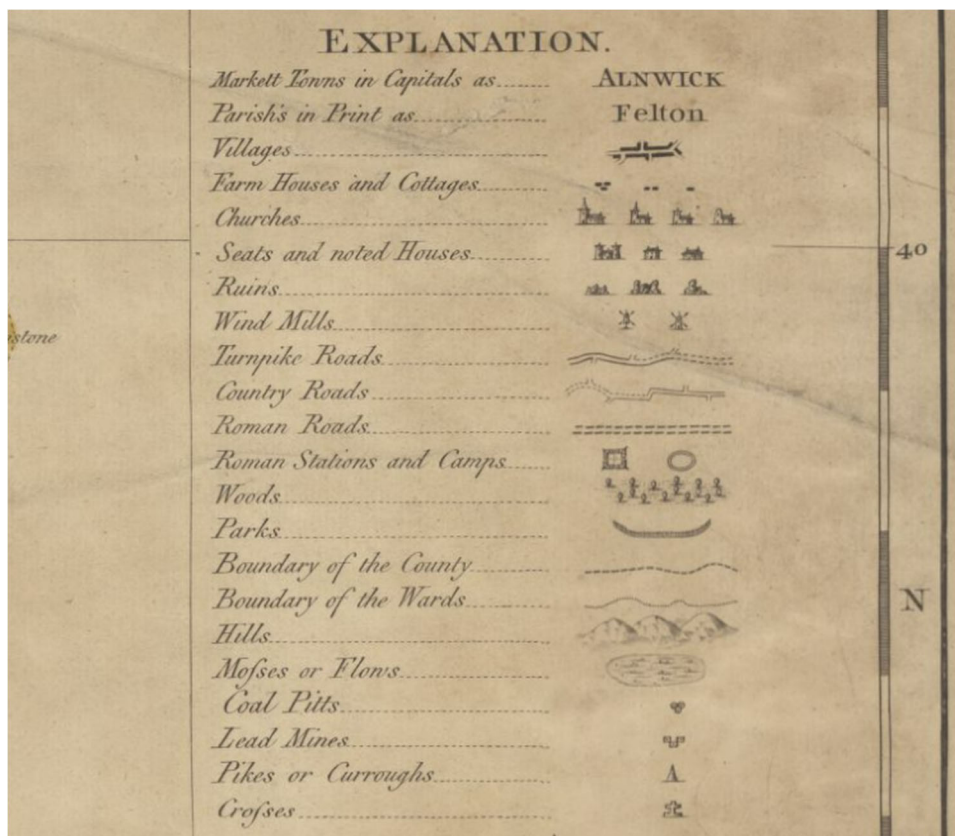 EXPLANATION.
Markett Towns in Capitals as ALNWICK
Parish's in Print as Felton
Villages
Farm Houses and Cottages
Churches
Seats and noted Houses
40
Ruins
Wind Mills
stone
Turnpike Roads
Country Roads
Roman Roads
Roman Stations and Camps
Woods
Parks
Boundary of the County
Boundary of the Wards
N
Hills
Moſses or Flows
Coal Pitts
Lead Mines
Pikes or Curroughs
Croſses